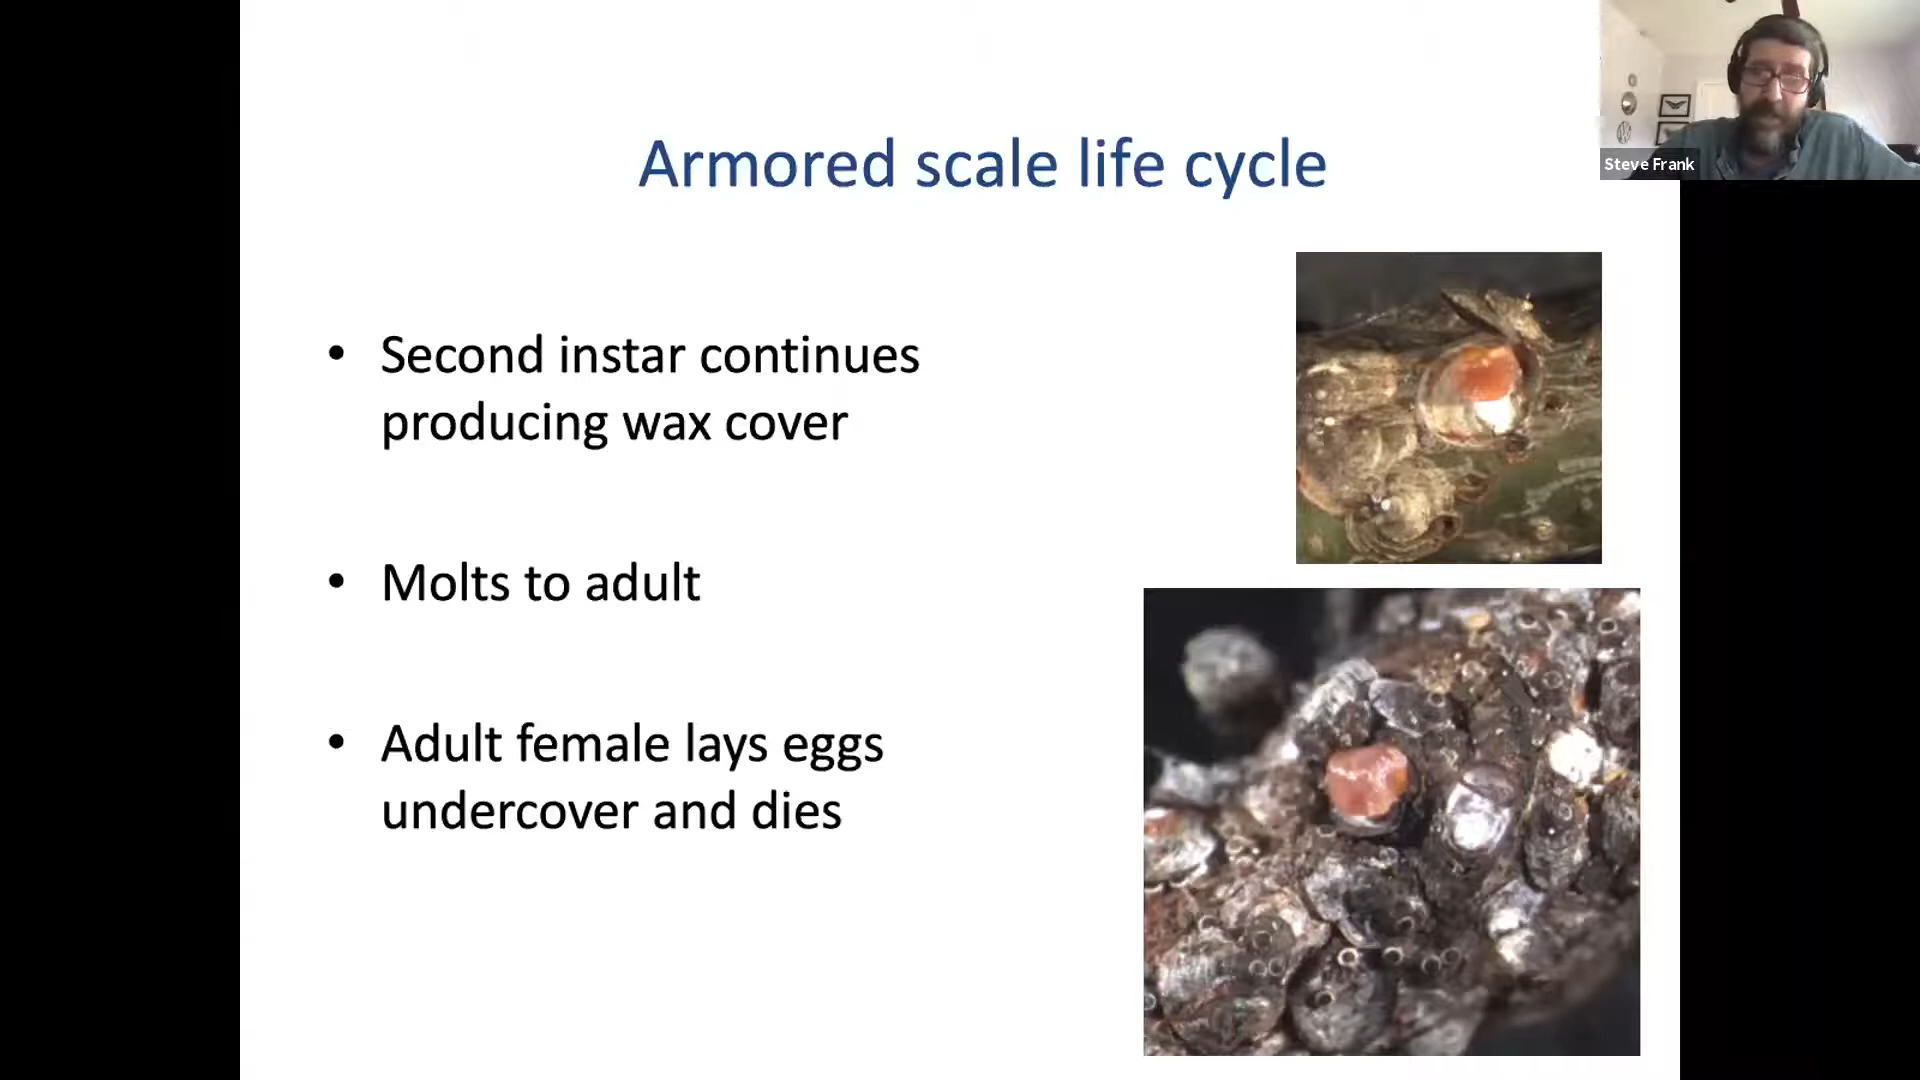 Armored scale life cycle
Steve Frank
• Second instar continues
producing wax cover
• Molts to adult
• Adult female lays eggs
undercover and dies